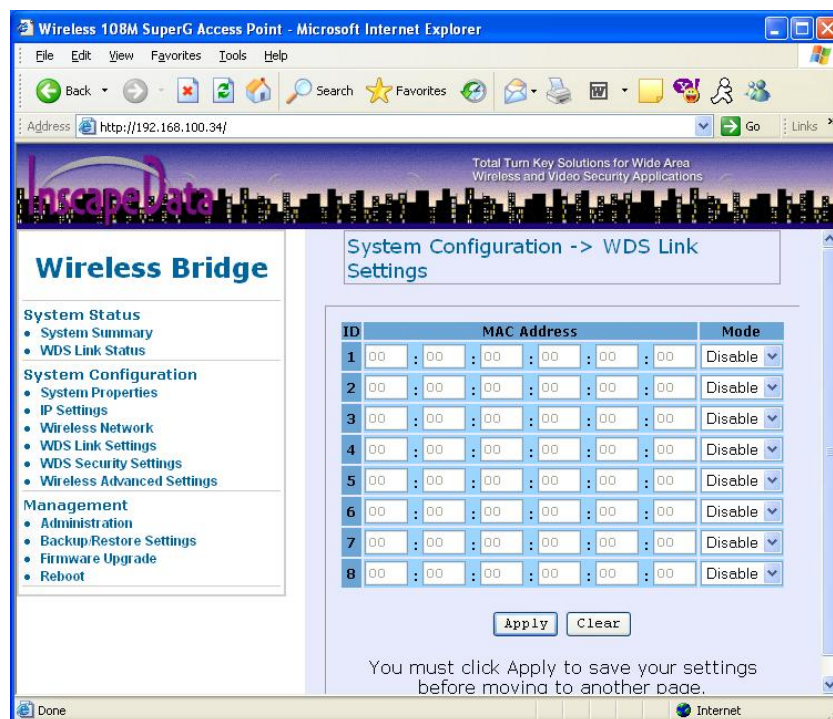 Wireless 108M SuperG Access Point - Microsoft Internet Explorer
File Edit View Favorites Tools Help
Back Search Favorites
Address http://192.168.100.34/ Go Links »
InscapeData
Total Turn Key Solutions for Wide Area
Wireless and Video Security Applications
Wireless Bridge
System Status
System Summary
WDS Link Status
System Configuration
System Properties
IP Settings
Wireless Network
WDS Link Settings
WDS Security Settings
Wireless Advanced Settings
Management
Administration
Backup/Restore Settings
Firmware Upgrade
Reboot
System Configuration -> WDS Link
Settings
ID MAC Address Mode
1 00 : 00 : 00 : 00 : 00 : 00 Disable
2 00 : 00 : 00 : 00 : 00 : 00 Disable
3 00 : 00 : 00 : 00 : 00 : 00 Disable
4 00 : 00 : 00 : 00 : 00 : 00 Disable
5 00 : 00 : 00 : 00 : 00 : 00 Disable
6 00 : 00 : 00 : 00 : 00 : 00 Disable
7 00 : 00 : 00 : 00 : 00 : 00 Disable
8 00 : 00 : 00 : 00 : 00 : 00 Disable
Apply Clear
You must click Apply to save your settings
before moving to another page.
Done Internet